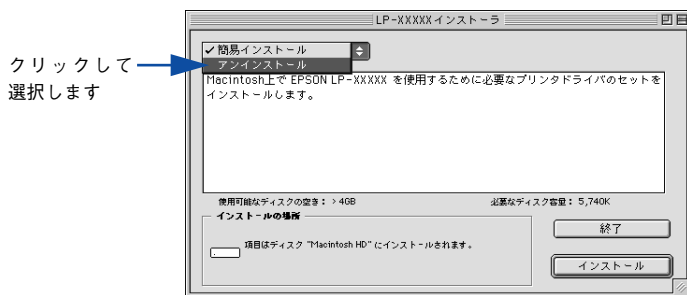 LP-XXXXXインストーラ
クリックして
選択します
✓簡易インストール
アンインストール
Macintosh上で EPSON LP-XXXXX を使用するために必要なプリンタドライバのセットを
インストールします。
使用可能なディスクの空き：>4GB
必要なディスク容量：5,740K
インストールの場所
項目はディスク "Macintosh HD" にインストールされます。
終了
インストール